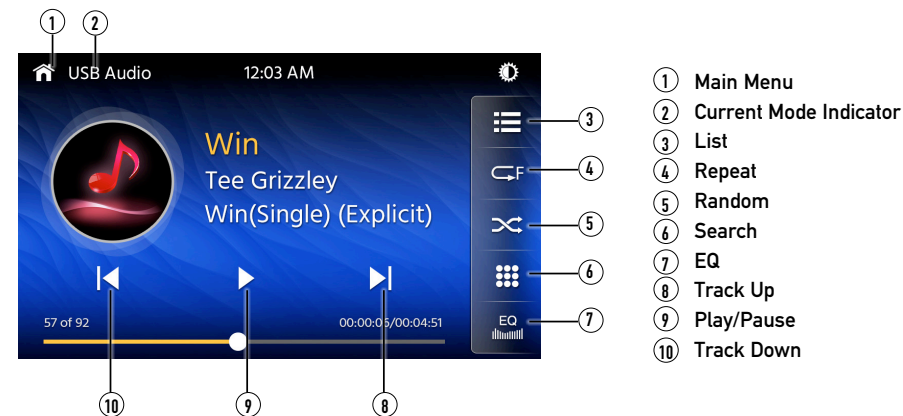 1 2
USB Audio 12:03 AM
Win
Tee Grizzley
Win(Single) (Explicit)
57 of 92 00:00:05/00:04:51
F
EQ
3
4
5
6
7
10 9 8
1 Main Menu
2 Current Mode Indicator
3 List
4 Repeat
5 Random
6 Search
7 EQ
8 Track Up
9 Play/Pause
10 Track Down